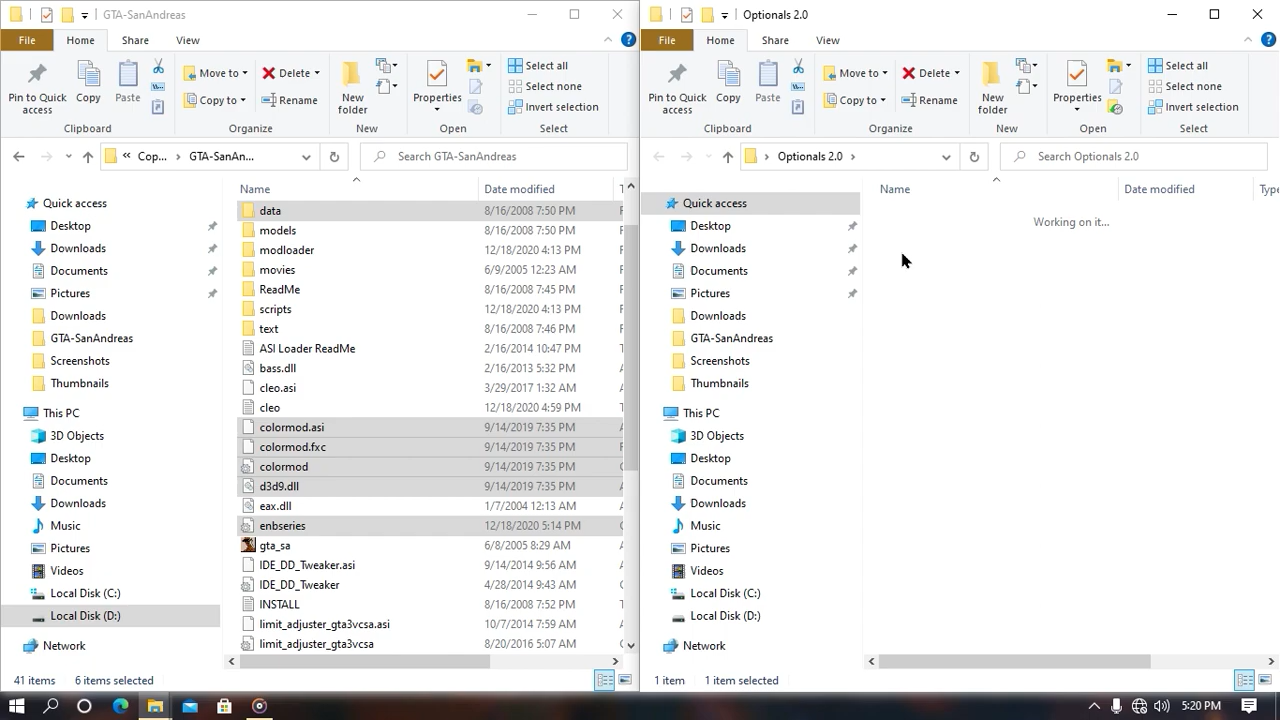 GTA-SanAndreas
File
Home
Share
View
Pin to Quick access
Copy
Paste
Move to
Copy to
Delete
Rename
New folder
Properties
Select all
Select none
Invert selection
Clipboard
Organize
New
Open
Select
« Cop... › GTA-SanAn...
Search GTA-SanAndreas
Name
Date modified
T
Quick access
Desktop
Downloads
Documents
Pictures
Downloads
GTA-SanAndreas
Screenshots
Thumbnails
This PC
3D Objects
Desktop
Documents
Downloads
Music
Pictures
Videos
Local Disk (C:)
Local Disk (D:)
Network
data 8/16/2008 7:50 PM F
models 8/16/2008 7:50 PM F
modloader 12/18/2020 4:13 PM F
movies 6/9/2005 12:23 AM F
ReadMe 8/16/2008 7:45 PM F
scripts 12/18/2020 4:13 PM F
text 8/16/2008 7:46 PM F
ASI Loader ReadMe 2/16/2014 10:47 PM T
bass.dll 2/16/2013 5:32 PM A
cleo.asi 3/29/2017 1:32 AM A
cleo 12/18/2020 4:59 PM T
colormod.asi 9/14/2019 7:35 PM A
colormod.fxc 9/14/2019 7:35 PM F
colormod 9/14/2019 7:35 PM C
d3d9.dll 9/14/2019 7:35 PM A
eax.dll 1/7/2004 12:13 AM A
enbseries 12/18/2020 5:14 PM C
gta_sa 6/8/2005 8:29 AM A
IDE_DD_Tweaker.asi 9/14/2014 9:56 AM A
IDE_DD_Tweaker 4/28/2014 9:43 AM C
INSTALL 8/16/2008 7:52 PM T
limit_adjuster_gta3vcsa.asi 10/7/2014 7:59 AM A
limit_adjuster_gta3vcsa 8/20/2016 5:07 AM C
41 items 6 items selected
Optionals 2.0
File
Home
Share
View
Pin to Quick access
Copy
Paste
Move to
Copy to
Delete
Rename
New folder
Properties
Select all
Select none
Invert selection
Clipboard
Organize
New
Open
Select
› Optionals 2.0 ›
Search Optionals 2.0
Name
Date modified
Type
Quick access
Desktop
Downloads
Documents
Pictures
Downloads
GTA-SanAndreas
Screenshots
Thumbnails
This PC
3D Objects
Desktop
Documents
Downloads
Music
Pictures
Videos
Local Disk (C:)
Local Disk (D:)
Network
Working on it...
1 item 1 item selected
5:20 PM